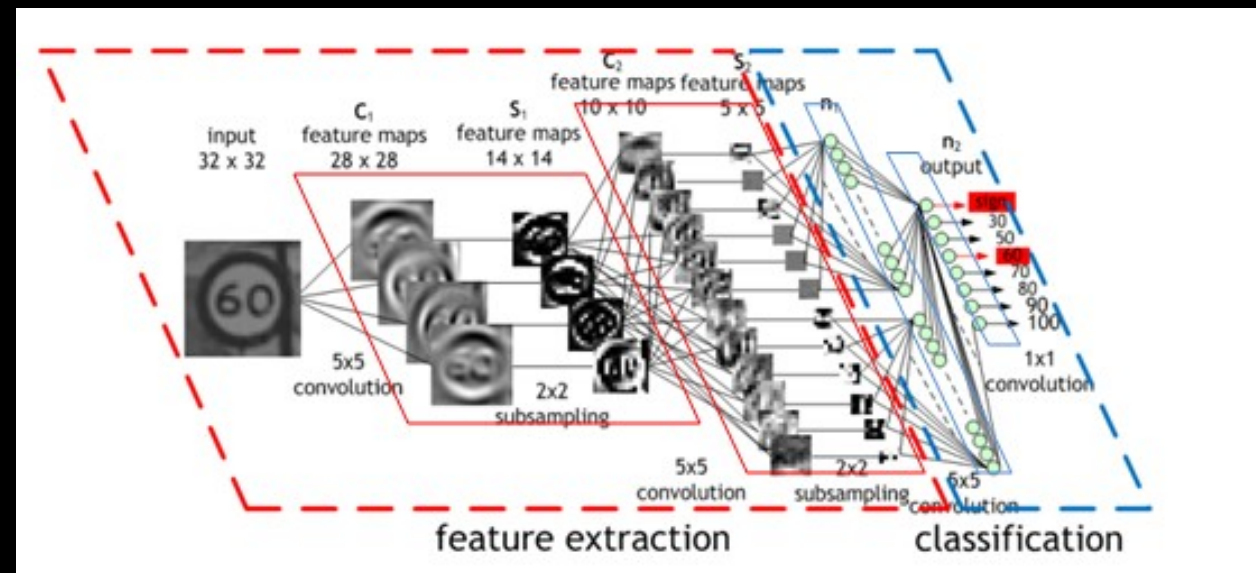 input
32 x 32
C₁
feature maps
28 x 28
S₁
feature maps
14 x 14
C₂
feature maps
10 x 10
S₂
feature maps
5 x 5
n₁
n₂
output
60
sign
30
50
60
70
80
90
100
5x5
convolution
2x2
subsampling
5x5
convolution
2x2
subsampling
5x5
convolution
1x1
convolution
feature extraction
classification